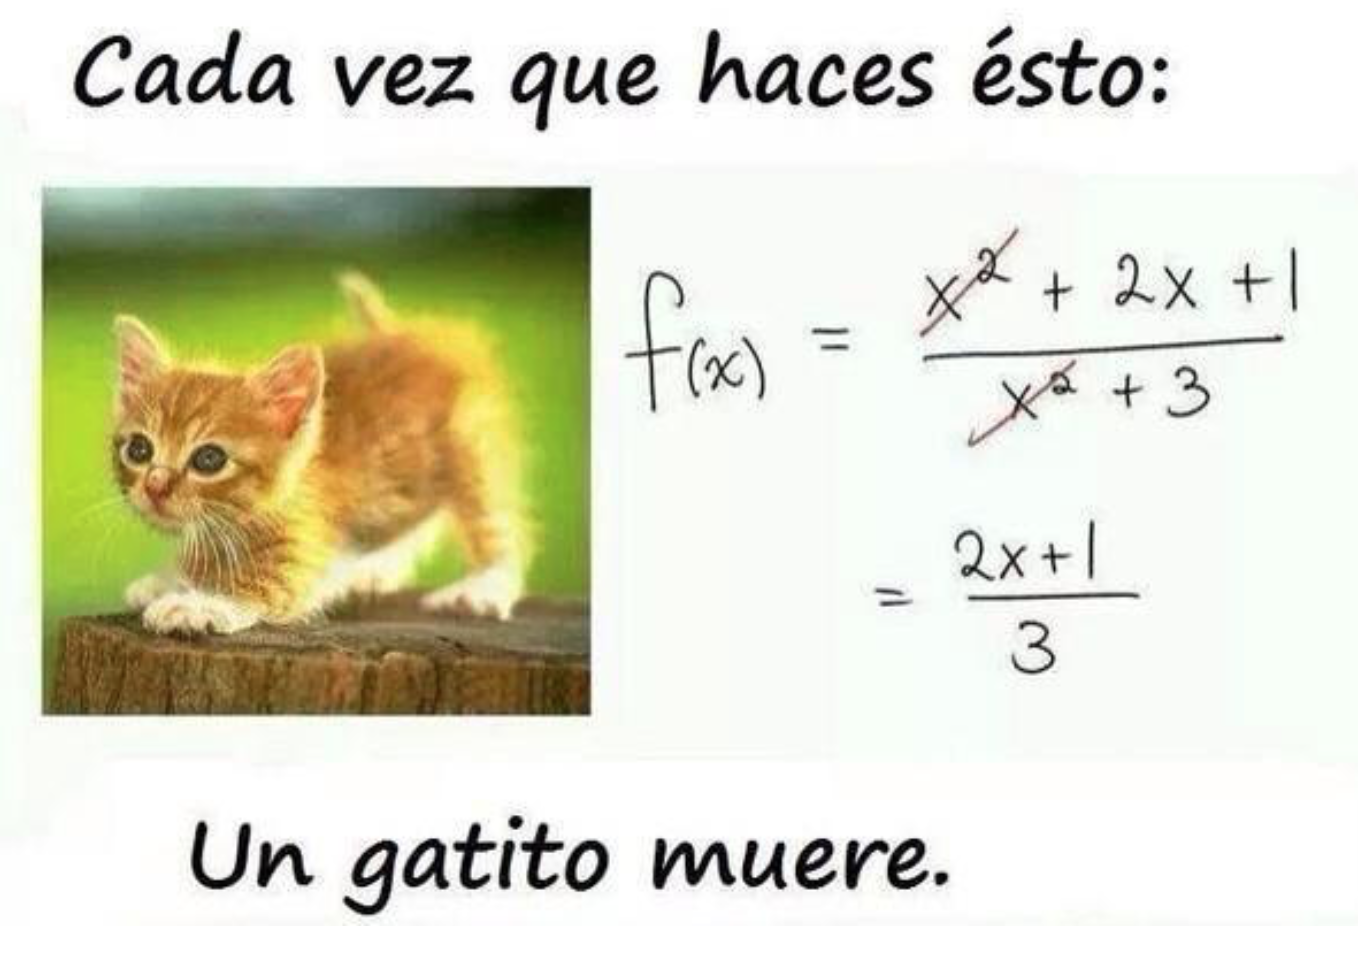 Cada vez que haces ésto:
f(x) = x² + 2x + 1 / x² + 3
= 2x + 1 / 3
Un gatito muere.